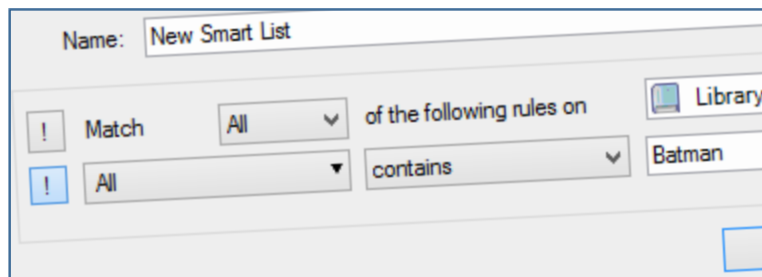 Name: New Smart List
! Match All of the following rules on Library
! All contains Batman